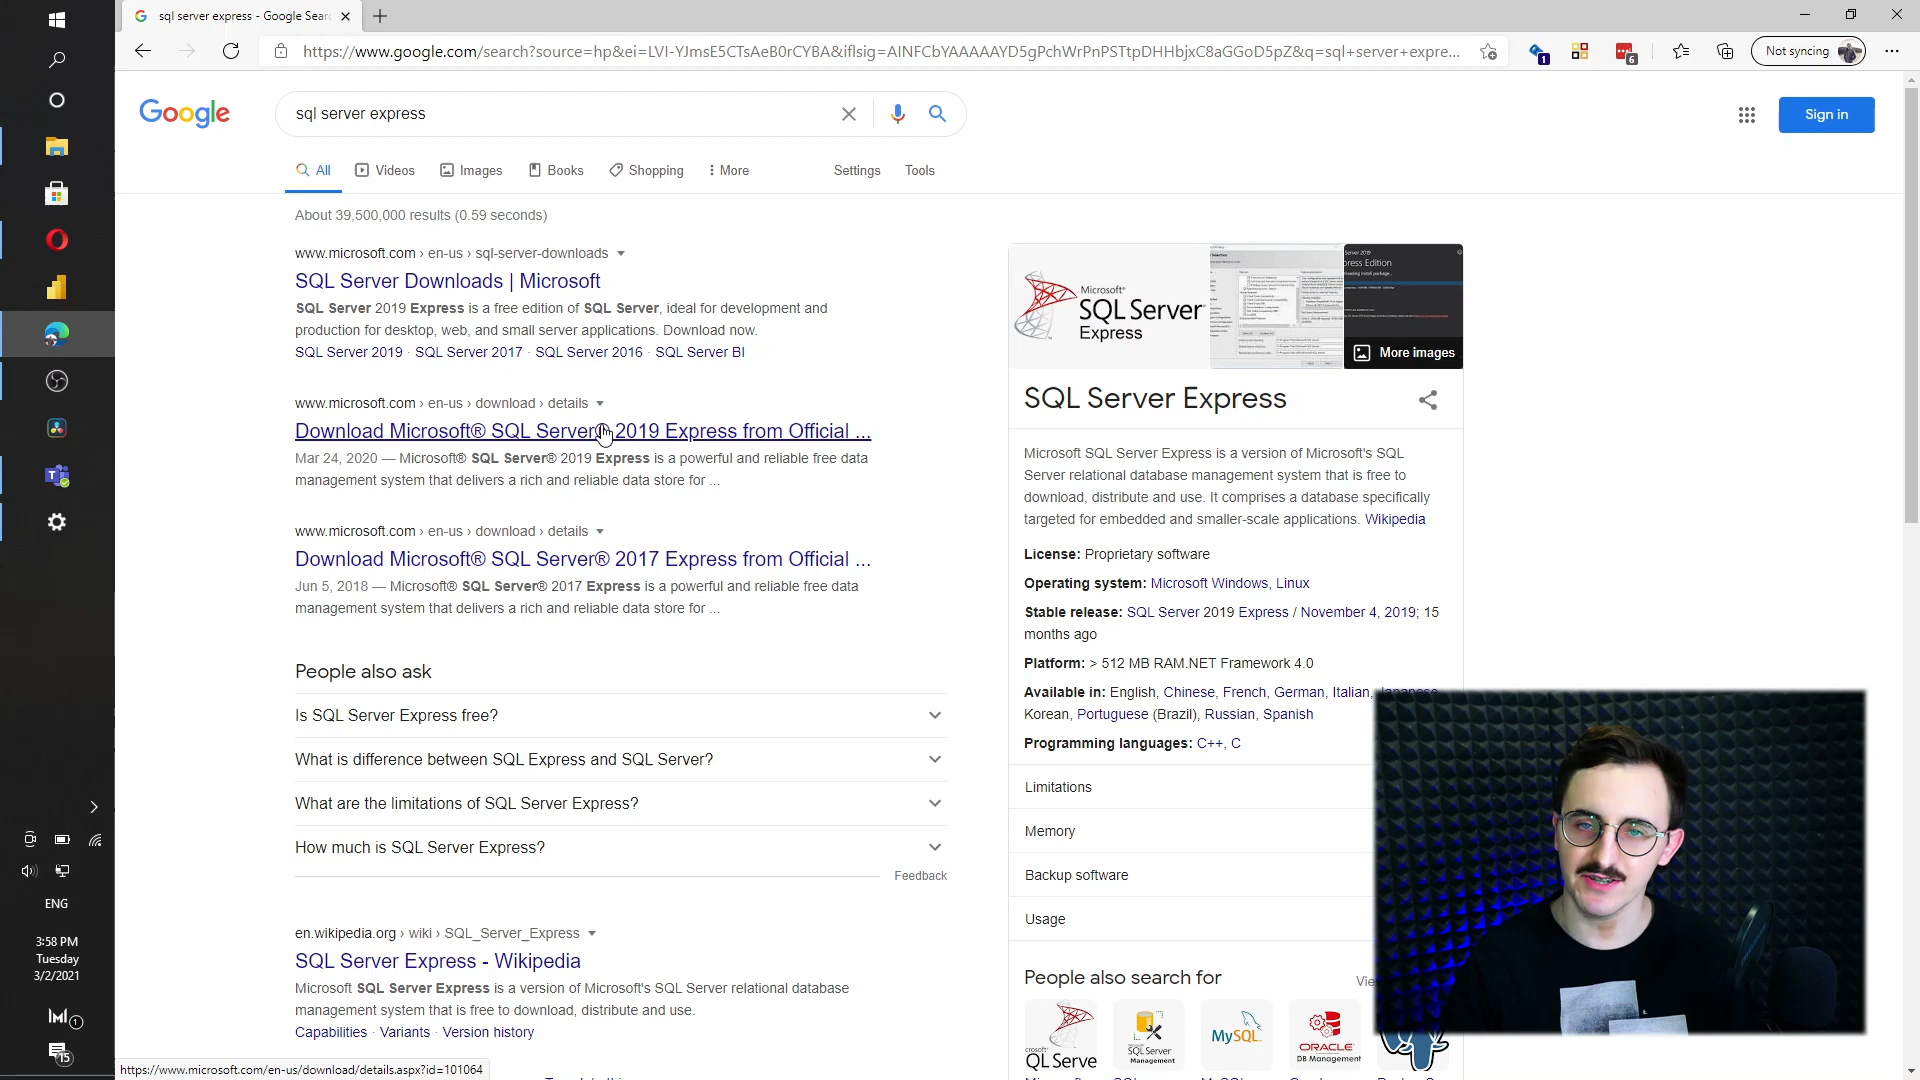 sql server express - Google Sear
https://www.google.com/search?source=hp&ei=LVI-YJmsE5CTsAeB0rCYBA&iflsig=AINFCbYAAAAAYD5gPchWrPnPSTtpDHHbjxC8aGGoD5pZ&q=sql+server+expre...
1
6
Not syncing
Google
sql server express
Sign in
All
Videos
Images
Books
Shopping
More
Settings
Tools
About 39,500,000 results (0.59 seconds)
www.microsoft.com › en-us › sql-server-downloads
SQL Server Downloads | Microsoft
SQL Server 2019 Express is a free edition of SQL Server, ideal for development and
production for desktop, web, and small server applications. Download now.
SQL Server 2019 · SQL Server 2017 · SQL Server 2016 · SQL Server BI
www.microsoft.com › en-us › download › details
Download Microsoft® SQL Server® 2019 Express from Official ...
Mar 24, 2020 — Microsoft® SQL Server® 2019 Express is a powerful and reliable free data
management system that delivers a rich and reliable data store for ...
www.microsoft.com › en-us › download › details
Download Microsoft® SQL Server® 2017 Express from Official ...
Jun 5, 2018 — Microsoft® SQL Server® 2017 Express is a powerful and reliable free data
management system that delivers a rich and reliable data store for ...
People also ask
Is SQL Server Express free?
What is difference between SQL Express and SQL Server?
What are the limitations of SQL Server Express?
How much is SQL Server Express?
Feedback
en.wikipedia.org › wiki › SQL_Server_Express
SQL Server Express - Wikipedia
Microsoft SQL Server Express is a version of Microsoft's SQL Server relational database
management system that is free to download, distribute and use.
Capabilities · Variants · Version history
https://www.microsoft.com/en-us/download/details.aspx?id=101064
Microsoft®
SQL Server
Express
More images
SQL Server Express
Microsoft SQL Server Express is a version of Microsoft's SQL
Server relational database management system that is free to
download, distribute and use. It comprises a database specifically
targeted for embedded and smaller-scale applications. Wikipedia
License: Proprietary software
Operating system: Microsoft Windows, Linux
Stable release: SQL Server 2019 Express / November 4, 2019; 15
months ago
Platform: > 512 MB RAM.NET Framework 4.0
Available in: English, Chinese, French, German, Italian, Japanese,
Korean, Portuguese (Brazil), Russian, Spanish
Programming languages: C++, C
Limitations
Memory
Backup software
Usage
People also search for
Vie
QL Serve
SQL Server
Management
MySQL
ORACLE
DB Management
ENG
3:58 PM
Tuesday
3/2/2021
1
15